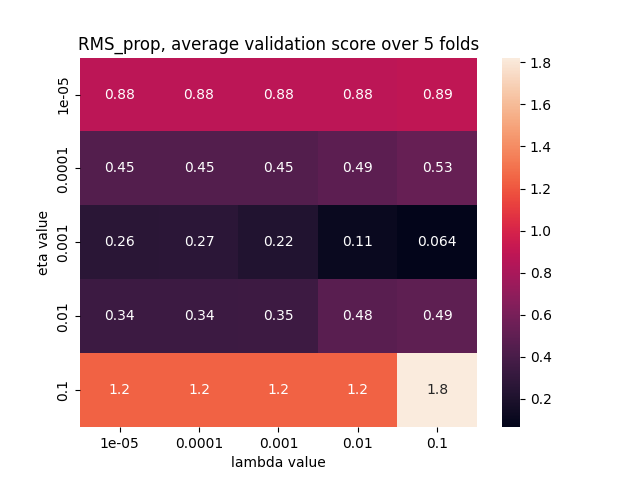 RMS_prop, average validation score over 5 folds
eta value
1e-05
0.88 0.88 0.88 0.88 0.89
0.0001
0.45 0.45 0.45 0.49 0.53
0.001
0.26 0.27 0.22 0.11 0.064
0.01
0.34 0.34 0.35 0.48 0.49
0.1
1.2 1.2 1.2 1.2 1.8
1e-05 0.0001 0.001 0.01 0.1
lambda value
1.8
1.6
1.4
1.2
1.0
0.8
0.6
0.4
0.2